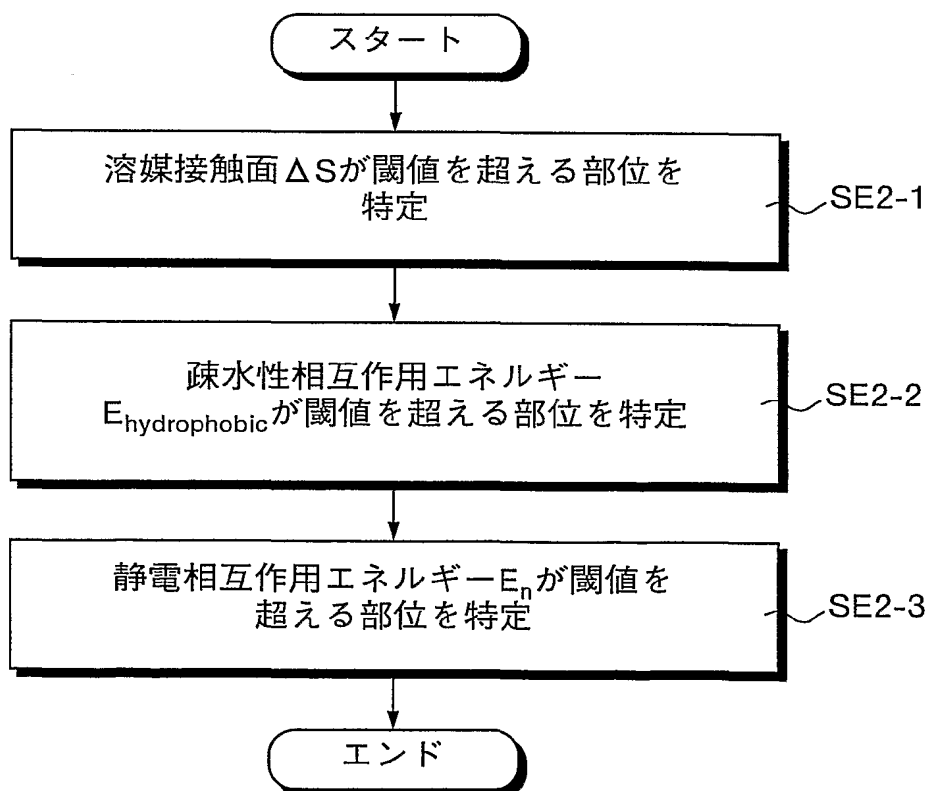 スタート
溶媒接触面ΔSが閾値を超える部位を
特定
SE2-1
疎水性相互作用エネルギー
Ehydrophobicが閾値を超える部位を特定
SE2-2
静電相互作用エネルギーEnが閾値を
超える部位を特定
SE2-3
エンド